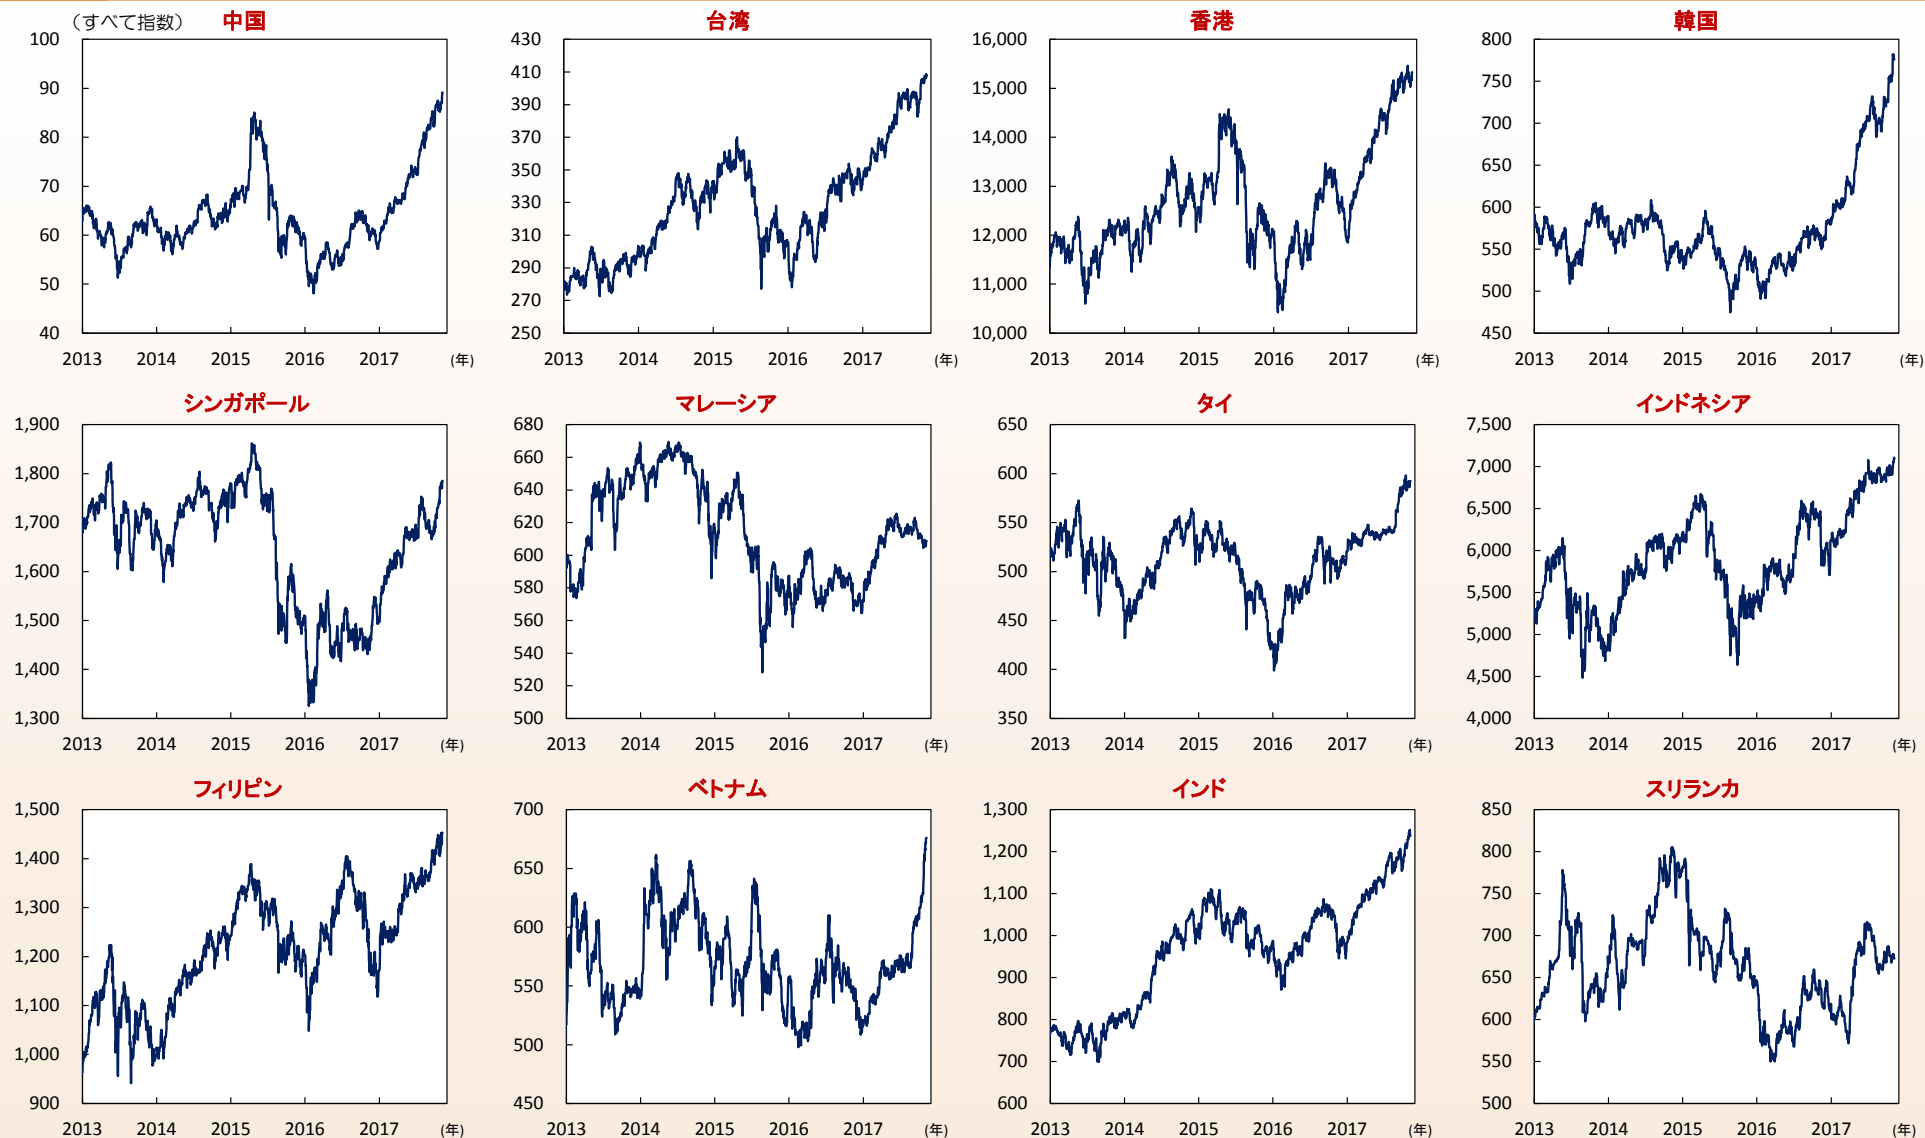 （すべて指数） 中国 台湾 香港 韓国
100 430 16,000 800
90 410 15,000 750
80 390 14,000 700
70 370 13,000 650
60 350 12,000 600
50 330 11,000 550
40 310 10,000 500
290 450
270
250
2013 2014 2015 2016 2017 (年) 2013 2014 2015 2016 2017 (年) 2013 2014 2015 2016 2017 (年) 2013 2014 2015 2016 2017 (年)
シンガポール マレーシア タイ インドネシア
1,900 680 650 7,500
1,800 660 600 7,000
1,700 640 550 6,500
1,600 620 500 6,000
1,500 600 450 5,500
1,400 580 400 5,000
1,300 560 350 4,500
540 4,000
520
500
2013 2014 2015 2016 2017 (年) 2013 2014 2015 2016 2017 (年) 2013 2014 2015 2016 2017 (年) 2013 2014 2015 2016 2017 (年)
フィリピン ベトナム インド スリランカ
1,500 700 1,300 850
1,400 650 1,200 800
1,300 600 1,100 750
1,200 550 1,000 700
1,100 500 900 650
1,000 450 800 600
900 700 550
600 500
2013 2014 2015 2016 2017 (年) 2013 2014 2015 2016 2017 (年) 2013 2014 2015 2016 2017 (年) 2013 2014 2015 2016 2017 (年)